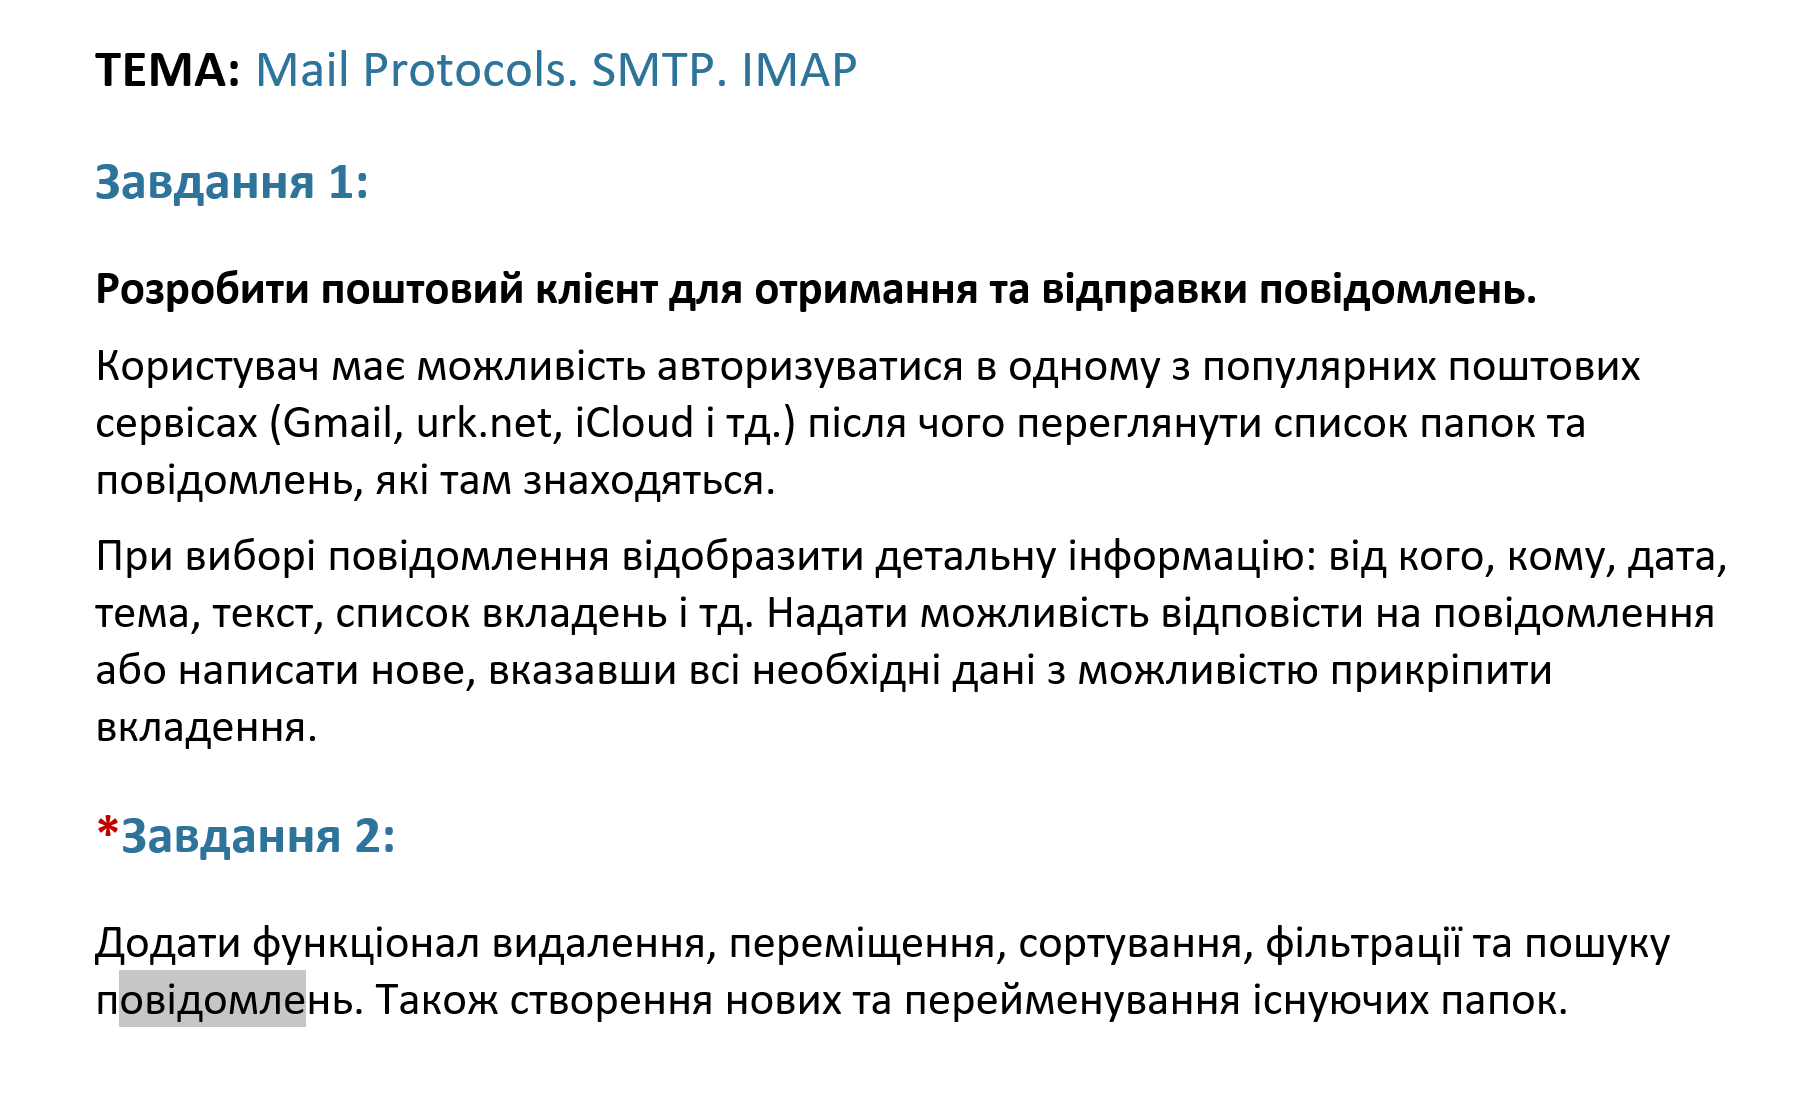 ТЕМА: Mail Protocols. SMTP. IMAP
Завдання 1:
Розробити поштовий клієнт для отримання та відправки повідомлень.
Користувач має можливість авторизуватися в одному з популярних поштових
сервісах (Gmail, urk.net, iCloud і тд.) після чого переглянути список папок та
повідомлень, які там знаходяться.
При виборі повідомлення відобразити детальну інформацію: від кого, кому, дата,
тема, текст, список вкладень і тд. Надати можливість відповісти на повідомлення
або написати нове, вказавши всі необхідні дані з можливістю прикріпити
вкладення.
*Завдання 2:
Додати функціонал видалення, переміщення, сортування, фільтрації та пошуку
повідомлень. Також створення нових та перейменування існуючих папок.